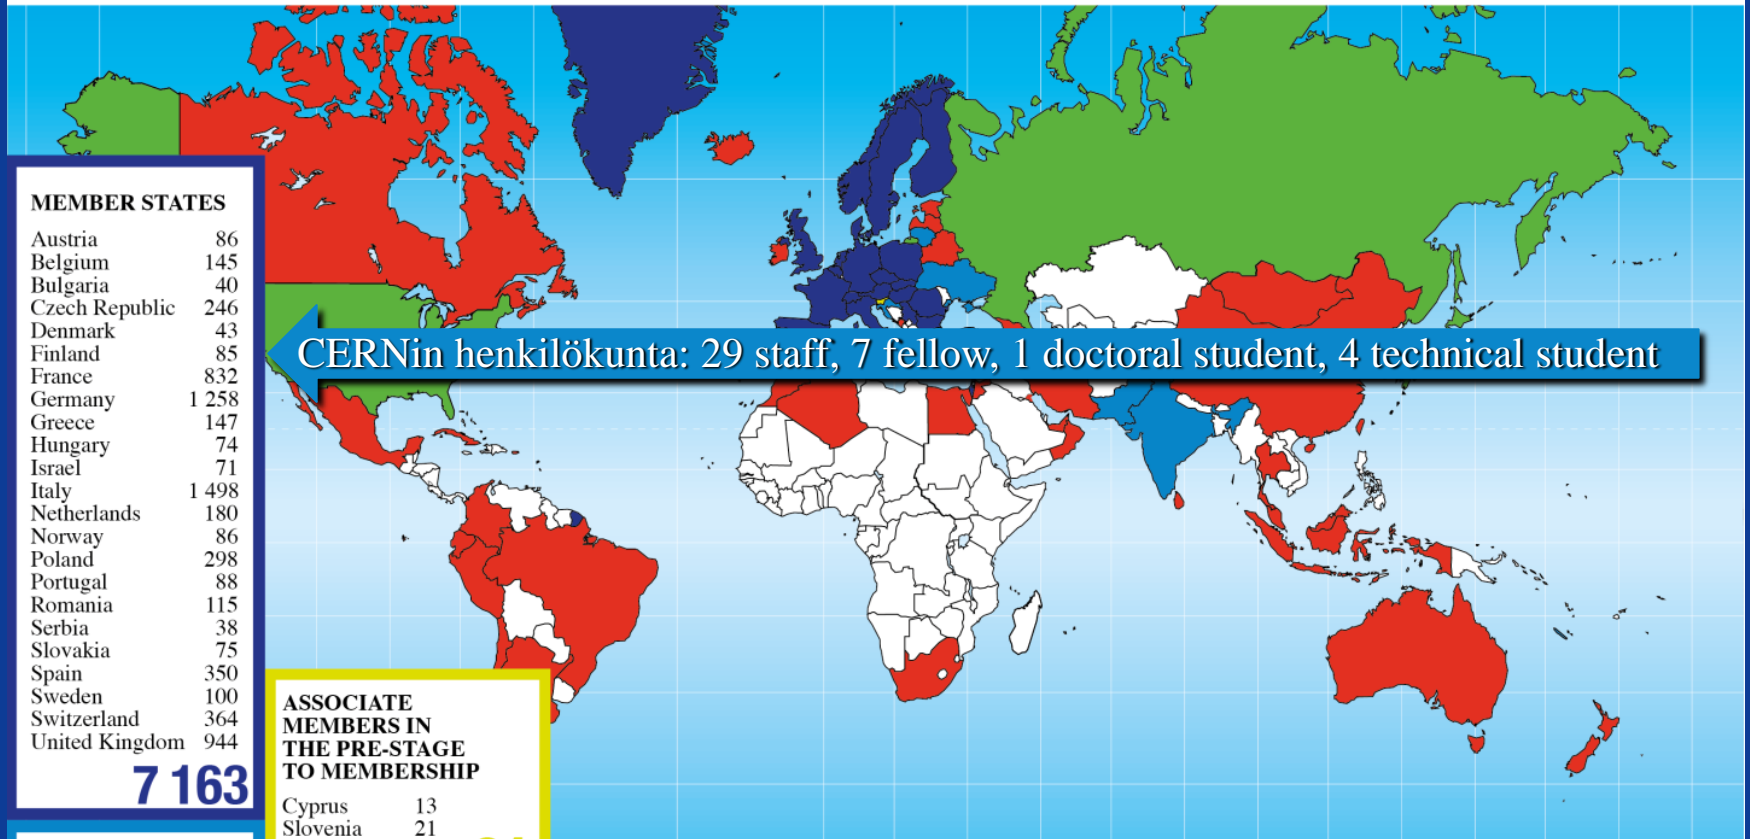 MEMBER STATES
Austria 86
Belgium 145
Bulgaria 40
Czech Republic 246
Denmark 43
Finland 85
France 832
Germany 1 258
Greece 147
Hungary 74
Israel 71
Italy 1 498
Netherlands 180
Norway 86
Poland 298
Portugal 88
Romania 115
Serbia 38
Slovakia 75
Spain 350
Sweden 100
Switzerland 364
United Kingdom 944
7 163
CERNin henkilökunta: 29 staff, 7 fellow, 1 doctoral student, 4 technical student
ASSOCIATE
MEMBERS IN
THE PRE-STAGE
TO MEMBERSHIP
Cyprus 13
Slovenia 21